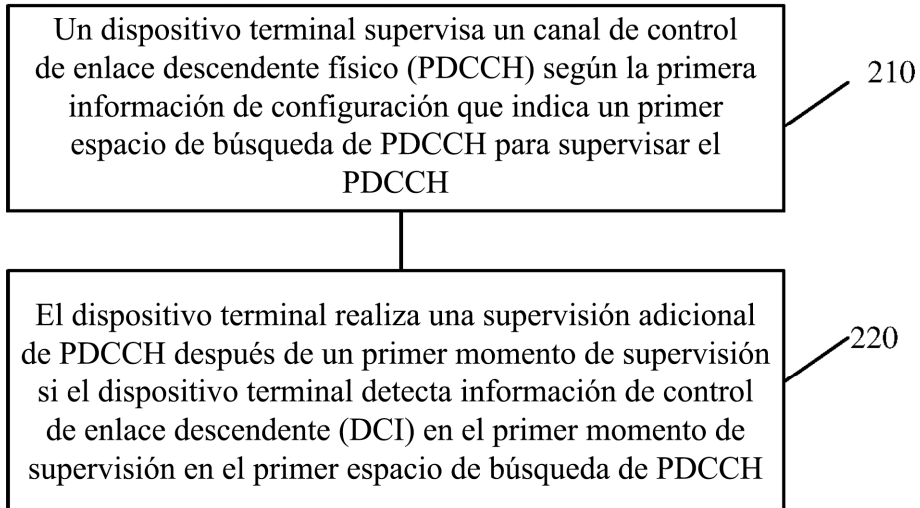 Un dispositivo terminal supervisa un canal de control
de enlace descendente físico (PDCCH) según la primera
información de configuración que indica un primer
espacio de búsqueda de PDCCH para supervisar el
PDCCH
210
El dispositivo terminal realiza una supervisión adicional
de PDCCH después de un primer momento de supervisión
si el dispositivo terminal detecta información de control
de enlace descendente (DCI) en el primer momento de
supervisión en el primer espacio de búsqueda de PDCCH
220